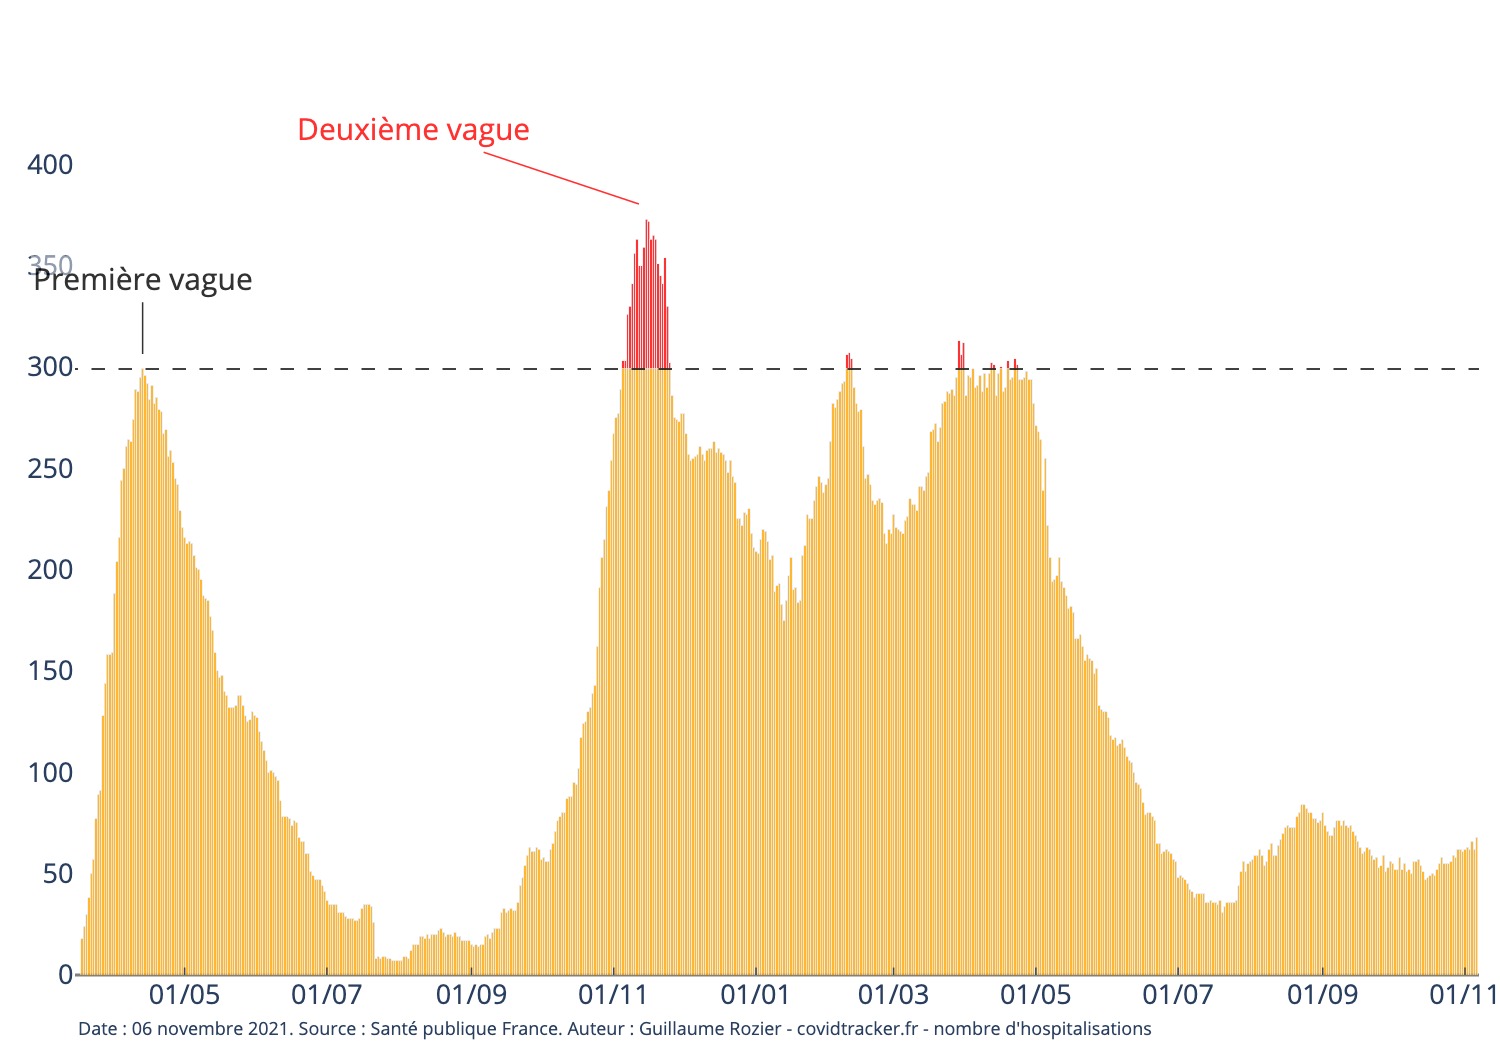 Deuxième vague
400
350
Première vague
300
250
200
150
100
50
0
01/05 01/07 01/09 01/11 01/01 01/03 01/05 01/07 01/09 01/11
Date : 06 novembre 2021. Source : Santé publique France. Auteur : Guillaume Rozier - covidtracker.fr - nombre d'hospitalisations